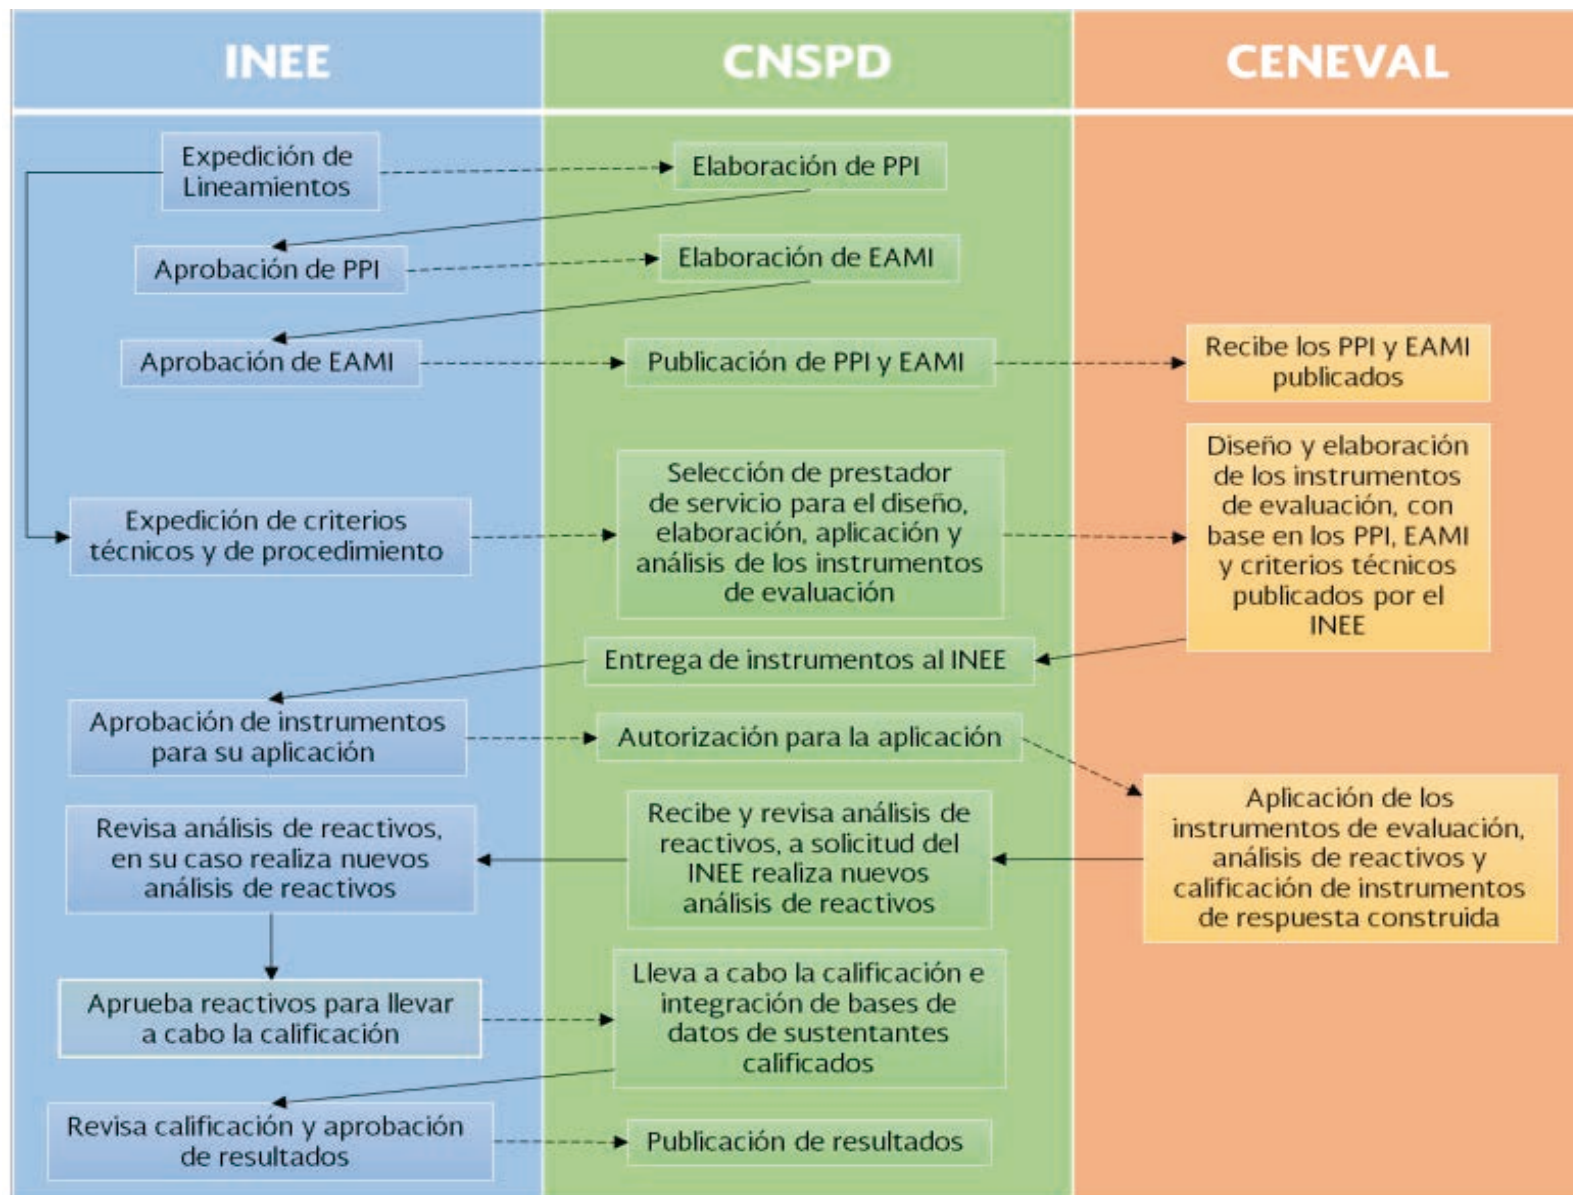 INEE
CNSPD
CENEVAL
Expedición de
Lineamientos
Elaboración de PPI
Aprobación de PPI
Elaboración de EAMI
Aprobación de EAMI
Publicación de PPI y EAMI
Recibe los PPI y EAMI
publicados
Expedición de criterios
técnicos y de procedimiento
Selección de prestador
de servicio para el diseño,
elaboración, aplicación y
análisis de los instrumentos
de evaluación
Diseño y elaboración
de los instrumentos
de evaluación, con
base en los PPI, EAMI
y criterios técnicos
publicados por el
INEE
Entrega de instrumentos al INEE
Aprobación de instrumentos
para su aplicación
Autorización para la aplicación
Aplicación de los
instrumentos de evaluación,
análisis de reactivos y
calificación de instrumentos
de respuesta construida
Recibe y revisa análisis de
reactivos, a solicitud del
INEE realiza nuevos
análisis de reactivos
Revisa análisis de reactivos,
en su caso realiza nuevos
análisis de reactivos
Aprueba reactivos para llevar
a cabo la calificación
Lleva a cabo la calificación e
integración de bases de
datos de sustentantes
calificados
Revisa calificación y aprobación
de resultados
Publicación de resultados